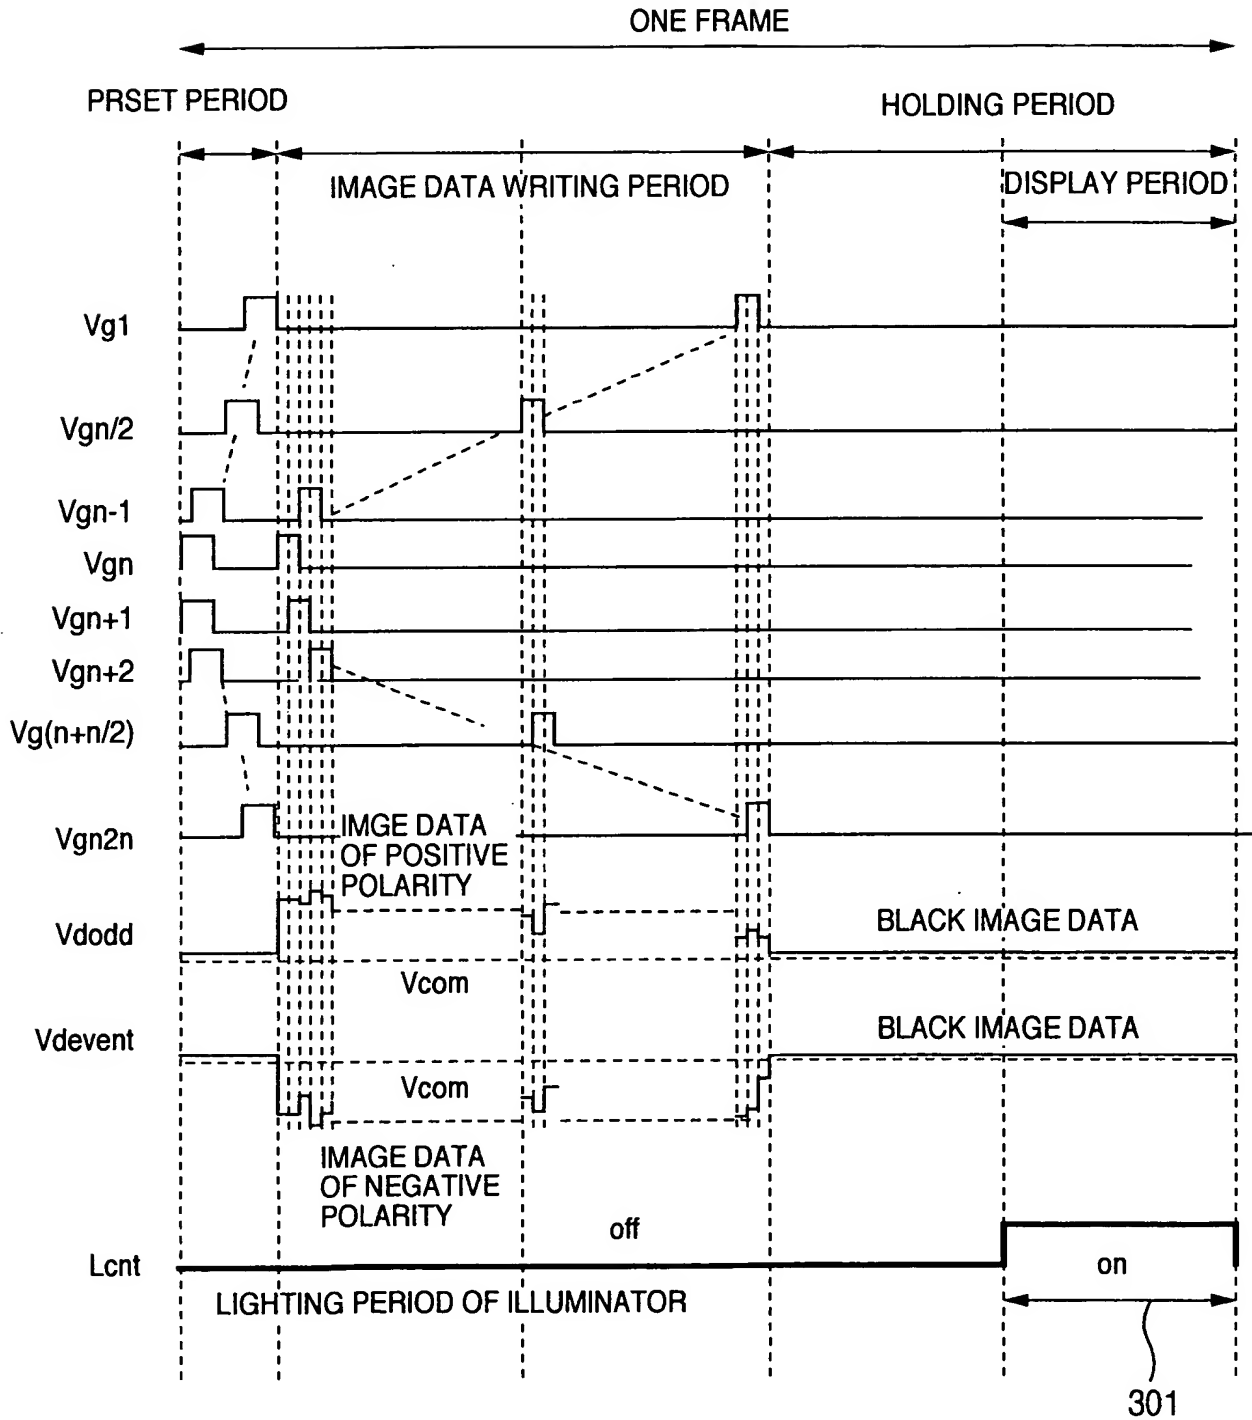 ONE FRAME
PRSET PERIOD
HOLDING PERIOD
IMAGE DATA WRITING PERIOD
DISPLAY PERIOD
Vg1
Vgn/2
Vgn-1
Vgn
Vgn+1
Vgn+2
Vg(n+n/2)
Vgn2n
IMGE DATA
OF POSITIVE
POLARITY
Vdodd
BLACK IMAGE DATA
Vcom
Vdevent
BLACK IMAGE DATA
Vcom
IMAGE DATA
OF NEGATIVE
POLARITY
off
Lcnt
on
LIGHTING PERIOD OF ILLUMINATOR
301